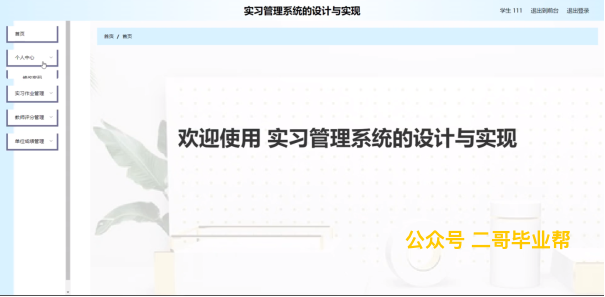 实习管理系统的设计与实现
学生 111 退出到前台 退出登录
首页
首页 / 首页
个人中心
实习作业管理
教师评分管理
单位成绩管理
欢迎使用 实习管理系统的设计与实现
公众号 二哥毕业帮